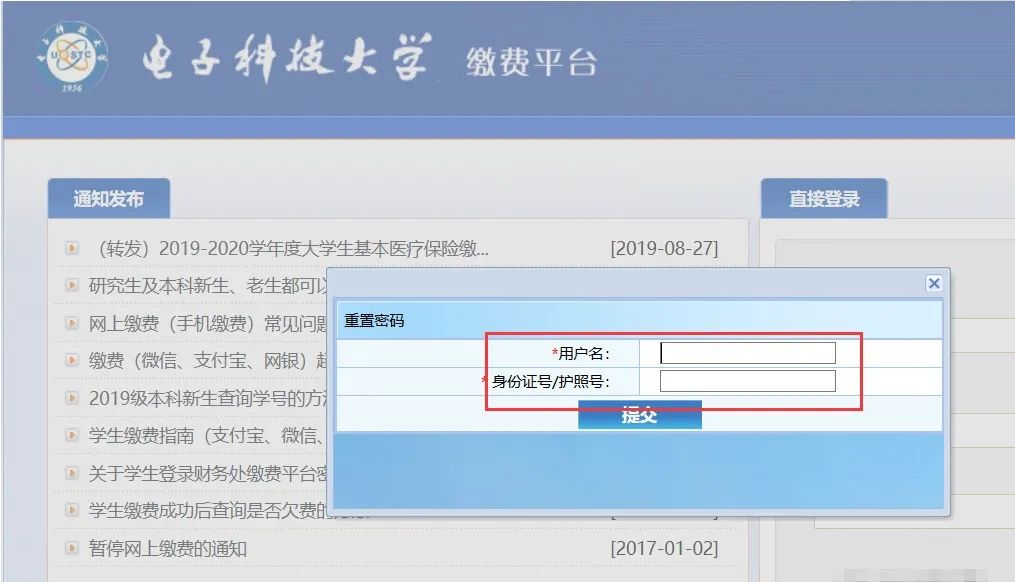 UESTC
1956
电子科技大学 缴费平台
通知发布
直接登录
(转发)2019-2020学年度大学生基本医疗保险缴... [2019-08-27]
研究生及本科新生、老生都可以
网上缴费(手机缴费)常见问题
缴费(微信、支付宝、网银)起
2019级本科新生查询学号的方法
学生缴费指南(支付宝、微信、
关于学生登录财务处缴费平台密
学生缴费成功后查询是否欠费的
暂停网上缴费的通知 [2017-01-02]
重置密码
*用户名:
*身份证号/护照号:
提交